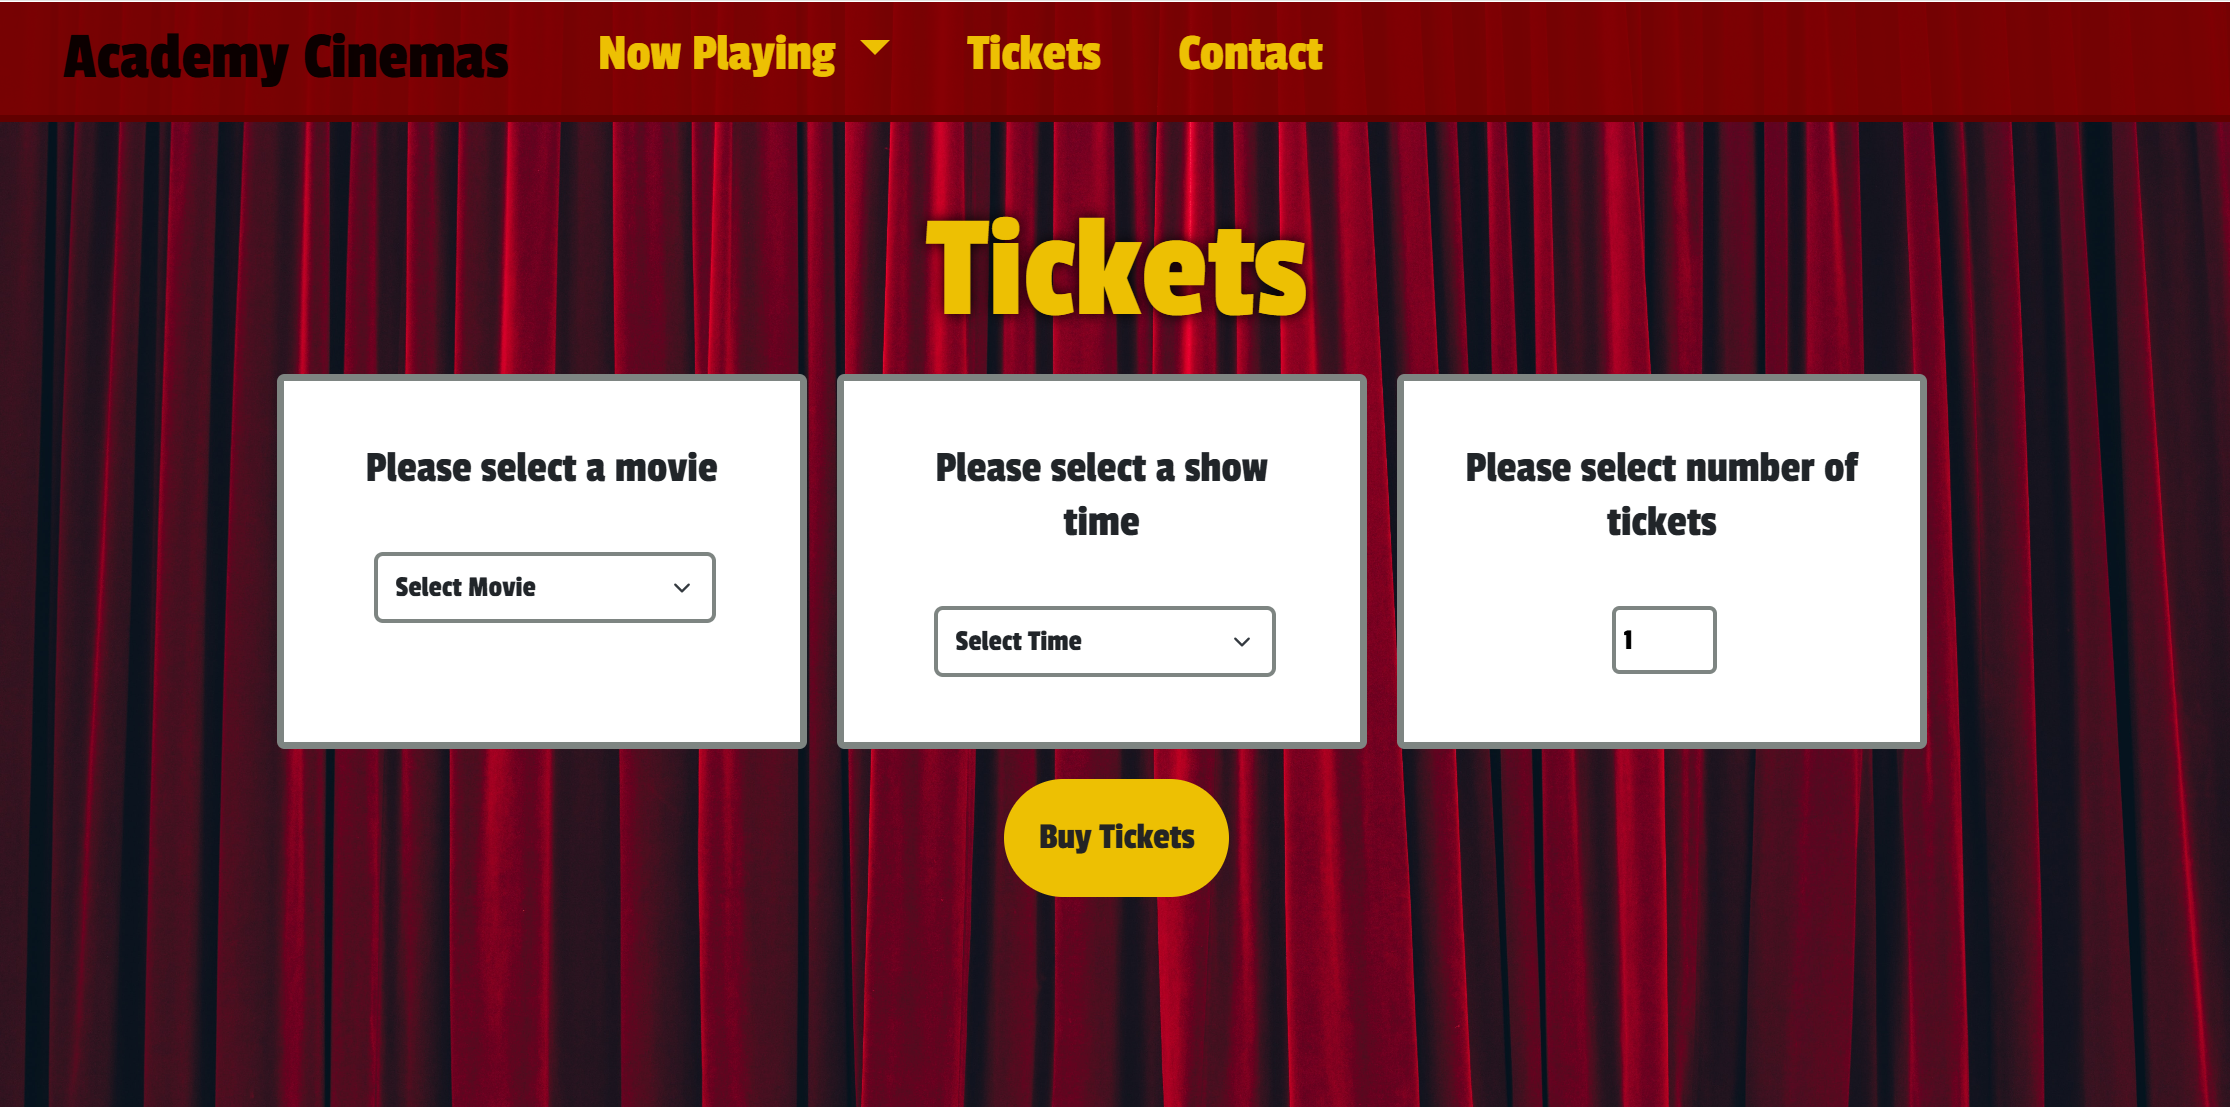 Academy Cinemas
Now Playing
Tickets
Contact
Tickets
Please select a movie
Select Movie
Please select a show
time
Select Time
Please select number of
tickets
1
Buy Tickets